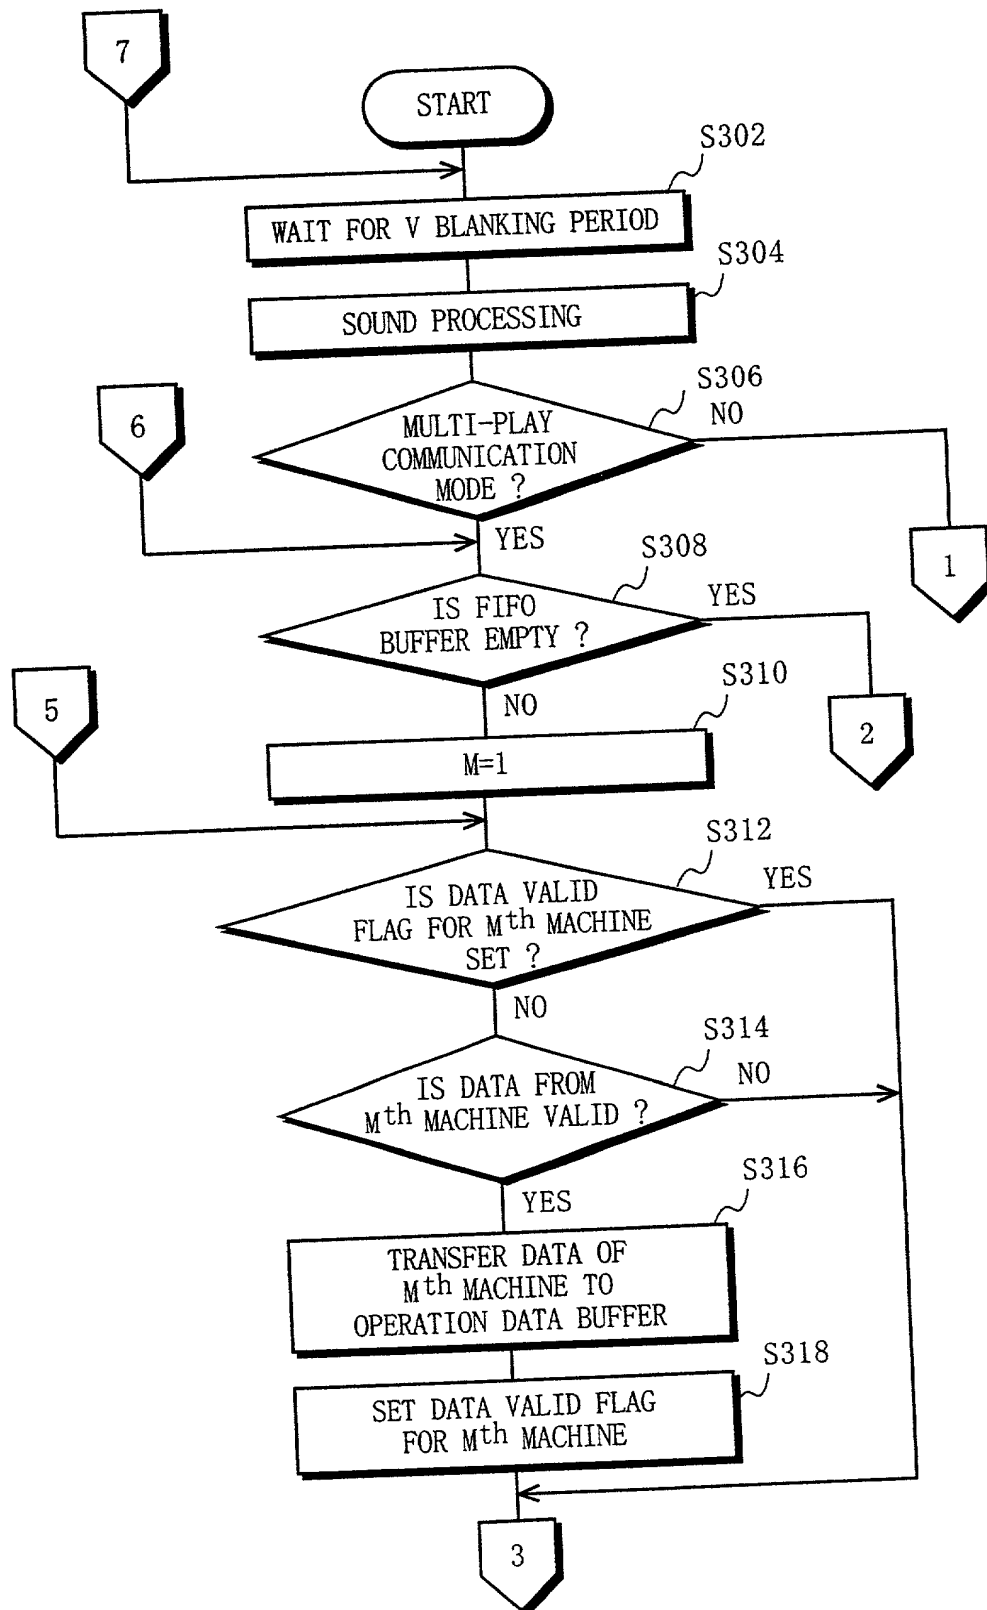 7
START
S302
WAIT FOR V BLANKING PERIOD
S304
SOUND PROCESSING
S306
MULTI-PLAY
COMMUNICATION
MODE ?
NO
6
YES
1
S308
IS FIFO
BUFFER EMPTY ?
YES
NO
2
5
S310
M=1
S312
IS DATA VALID
FLAG FOR Mth MACHINE
SET ?
YES
NO
S314
IS DATA FROM
Mth MACHINE VALID ?
NO
YES
S316
TRANSFER DATA OF
Mth MACHINE TO
OPERATION DATA BUFFER
S318
SET DATA VALID FLAG
FOR Mth MACHINE
3